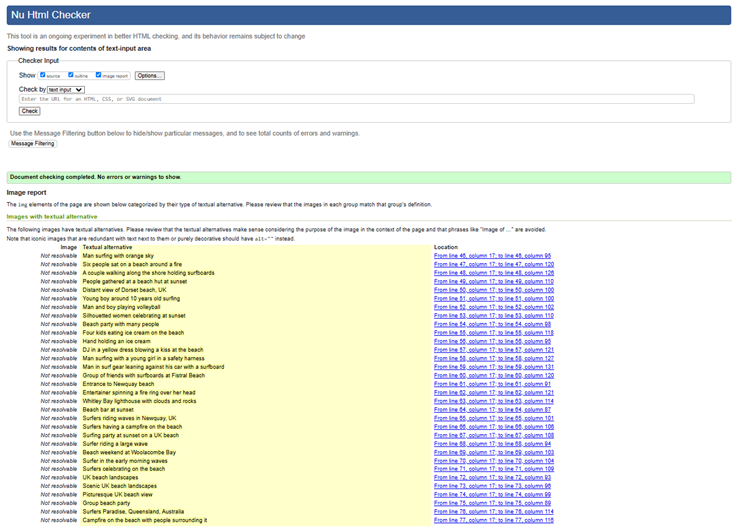 Nu Html Checker
This tool is an ongoing experiment in better HTML checking, and its behavior remains subject to change
Showing results for contents of text-input area
Checker Input
Show source outline image report Options...
Check by text input
Enter the URL for an HTML, CSS, or SVG document
Check
Use the Message Filtering button below to hide/show particular messages, and to see total counts of errors and warnings.
Message Filtering
Document checking completed. No errors or warnings to show.
Image report
The img elements of the page are shown below categorized by their type of textual alternative. Please review that the images in each group match that group's definition.
Images with textual alternative
The following images have textual alternatives. Please review that the textual alternatives make sense considering the purpose of the image in the context of the page and that phrases like "Image of …" are avoided.
Note that iconic images that are redundant with text next to them or purely decorative should have alt="" instead.
Image Textual alternative Location
Not resolvable Man surfing with orange sky From line 46, column 17; to line 46, column 95
Not resolvable Six people sat on a beach around a fire From line 47, column 17; to line 47, column 120
Not resolvable A couple walking along the shore holding surfboards From line 48, column 17; to line 48, column 126
Not resolvable People gathered at a beach hut at sunset From line 49, column 17; to line 49, column 110
Not resolvable Distant view of Dorset beach, UK From line 50, column 17; to line 50, column 100
Not resolvable Young boy around 10 years old surfing From line 51, column 17; to line 51, column 100
Not resolvable Man and boy playing volleyball From line 52, column 17; to line 52, column 102
Not resolvable Silhouetted women celebrating at sunset From line 53, column 17; to line 53, column 110
Not resolvable Beach party with many people From line 54, column 17; to line 54, column 98
Not resolvable Four kids eating ice cream on the beach From line 55, column 17; to line 55, column 118
Not resolvable Hand holding an ice cream From line 56, column 17; to line 56, column 95
Not resolvable DJ in a yellow dress blowing a kiss at the beach From line 57, column 17; to line 57, column 121
Not resolvable Man surfing with a young girl in a safety harness From line 58, column 17; to line 58, column 127
Not resolvable Man in surf gear leaning against his car with a surfboard From line 59, column 17; to line 59, column 131
Not resolvable Group of friends with surfboards at Fistral Beach From line 60, column 17; to line 60, column 120
Not resolvable Entrance to Newquay beach From line 61, column 17; to line 61, column 91
Not resolvable Entertainer spinning a fire ring over her head From line 62, column 17; to line 62, column 121
Not resolvable Whitley Bay lighthouse with clouds and rocks From line 63, column 17; to line 63, column 114
Not resolvable Beach bar at sunset From line 64, column 17; to line 64, column 87
Not resolvable Surfers riding waves in Newquay, UK From line 65, column 17; to line 65, column 101
Not resolvable Surfers having a campfire on the beach From line 66, column 17; to line 66, column 106
Not resolvable Surfing party at sunset on a UK beach From line 67, column 17; to line 67, column 108
Not resolvable Surfer riding a large wave From line 68, column 17; to line 68, column 94
Not resolvable Beach weekend at Woolacombe Bay From line 69, column 17; to line 69, column 103
Not resolvable Surfer in the early morning waves From line 70, column 17; to line 70, column 104
Not resolvable Surfers celebrating on the beach From line 71, column 17; to line 71, column 109
Not resolvable UK beach landscapes From line 72, column 17; to line 72, column 93
Not resolvable Scenic UK beach landscapes From line 73, column 17; to line 73, column 96
Not resolvable Picturesque UK beach view From line 74, column 17; to line 74, column 99
Not resolvable Group beach party From line 75, column 17; to line 75, column 89
Not resolvable Surfers Paradise, Queensland, Australia From line 76, column 17; to line 76, column 114
Not resolvable Campfire on the beach with people surrounding it From line 77, column 17; to line 77, column 116